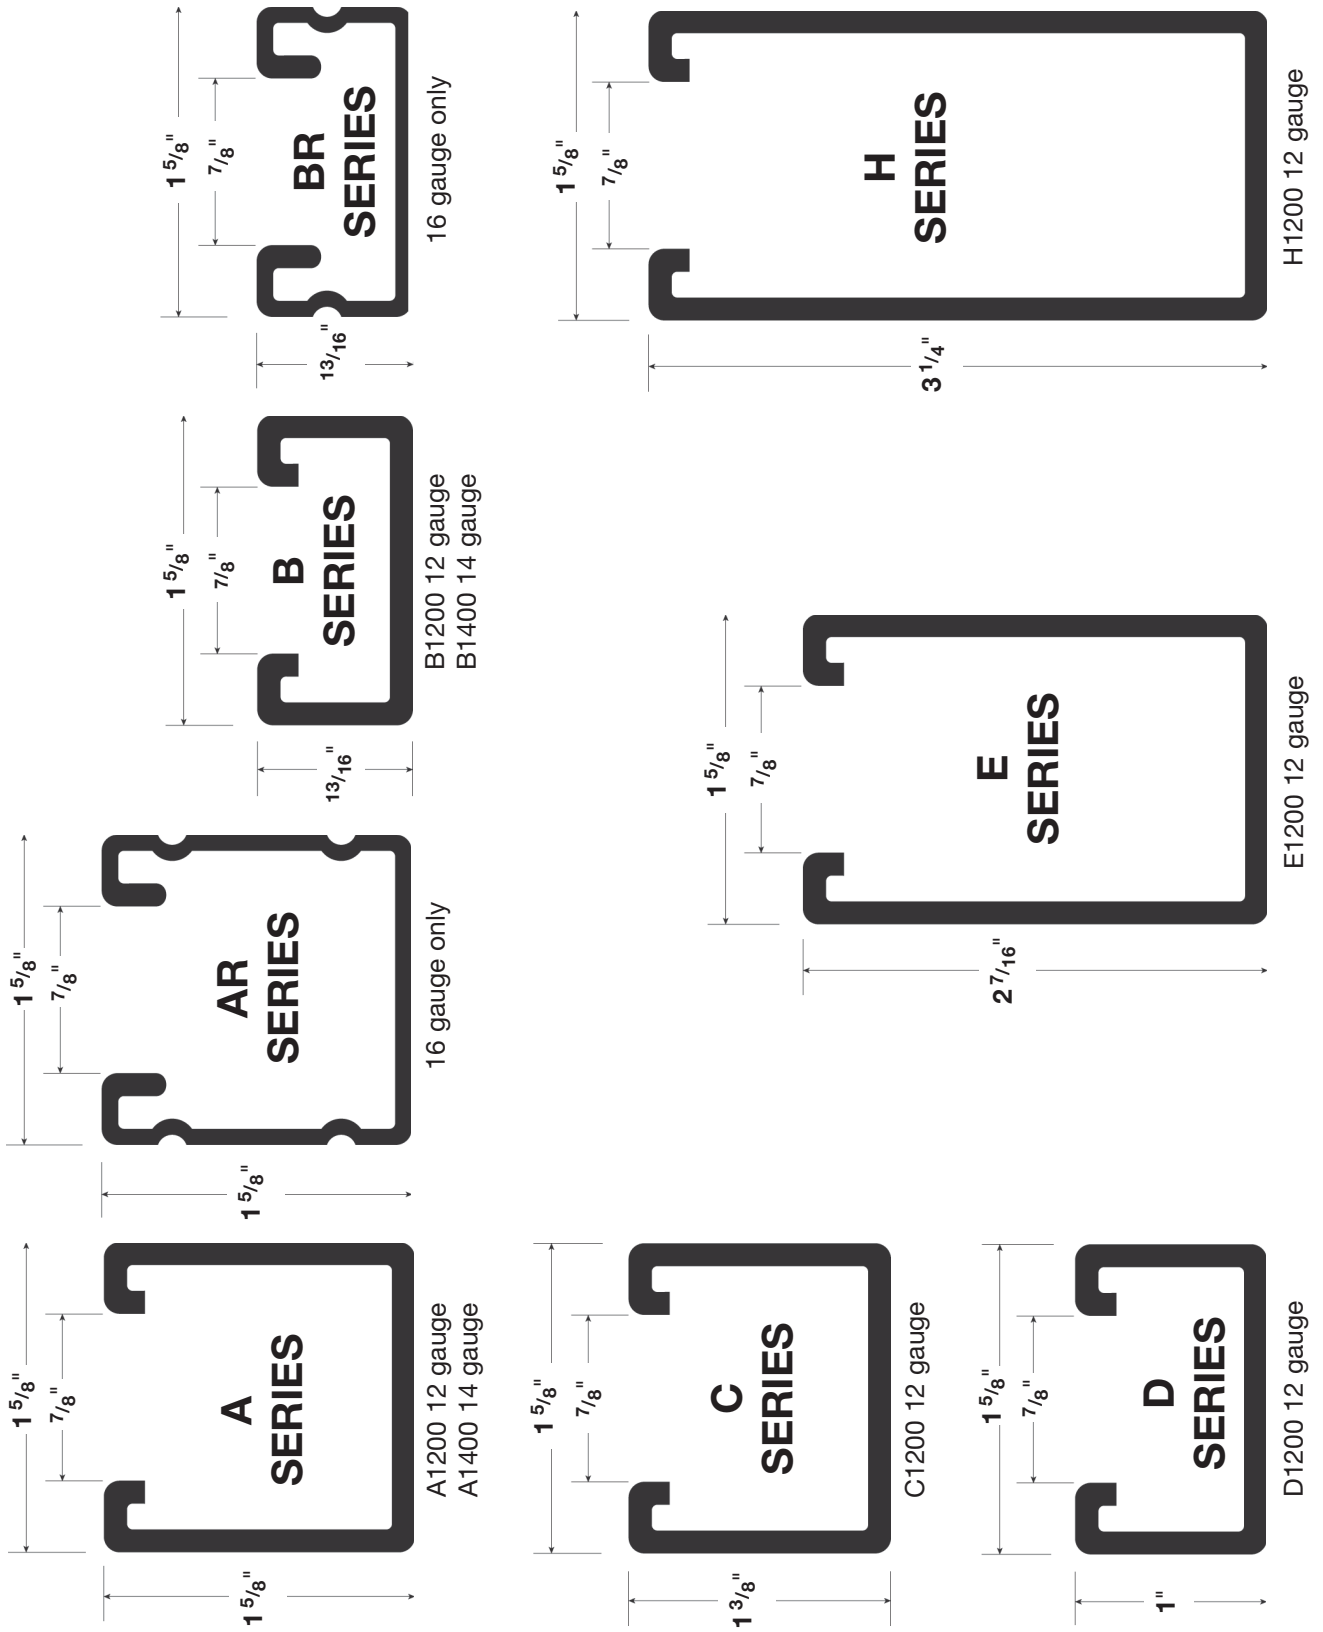 1 5/8"
7/8"
1 5/8"
A
SERIES
A1200 12 gauge
A1400 14 gauge
1 5/8"
7/8"
1 5/8"
AR
SERIES
16 gauge only
1 5/8"
7/8"
13/16"
B
SERIES
B1200 12 gauge
B1400 14 gauge
1 5/8"
7/8"
13/16"
BR
SERIES
16 gauge only
1 5/8"
7/8"
1 3/8"
C
SERIES
C1200 12 gauge
1 5/8"
7/8"
1"
D
SERIES
D1200 12 gauge
1 5/8"
7/8"
2 7/16"
E
SERIES
E1200 12 gauge
1 5/8"
7/8"
3 1/4"
H
SERIES
H1200 12 gauge